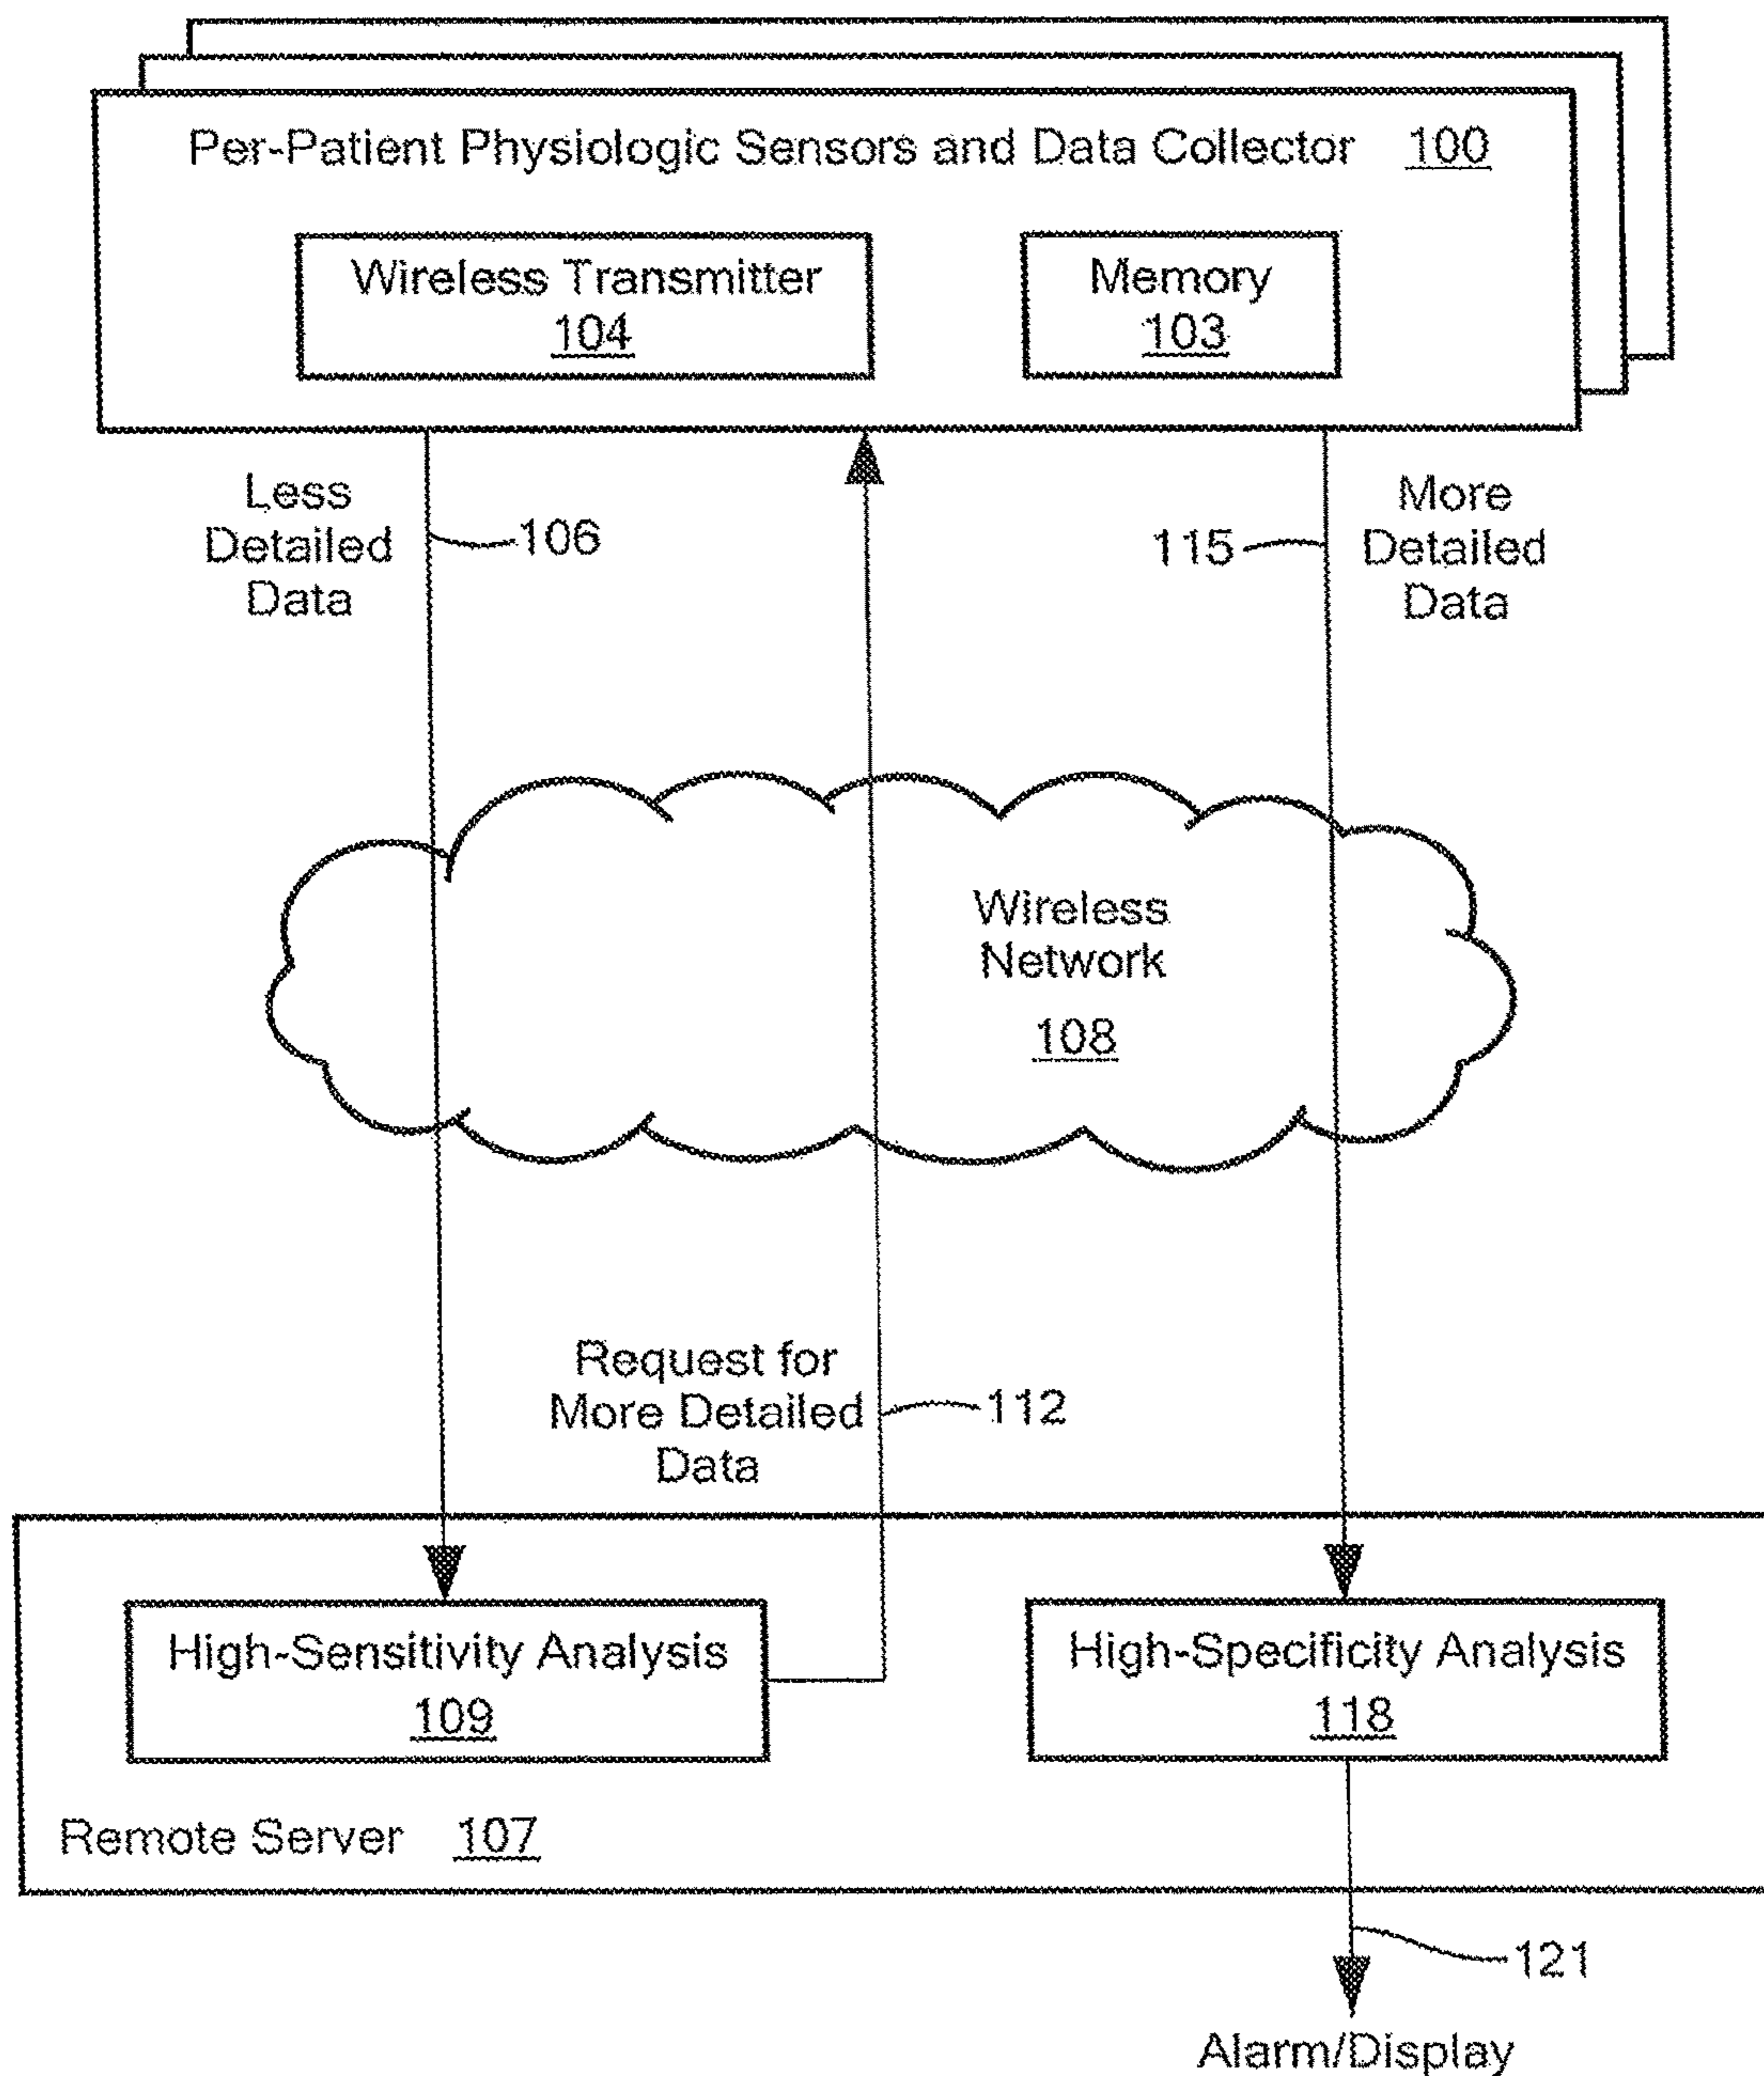 Per-Patient Physiologic Sensors and Data Collector 100
Wireless Transmitter
104
Memory
103
Less
Detailed
Data
106
115
More
Detailed
Data
Wireless
Network
108
Request for
More Detailed
Data
112
High-Sensitivity Analysis
109
High-Specificity Analysis
118
Remote Server 107
121
Alarm/Display